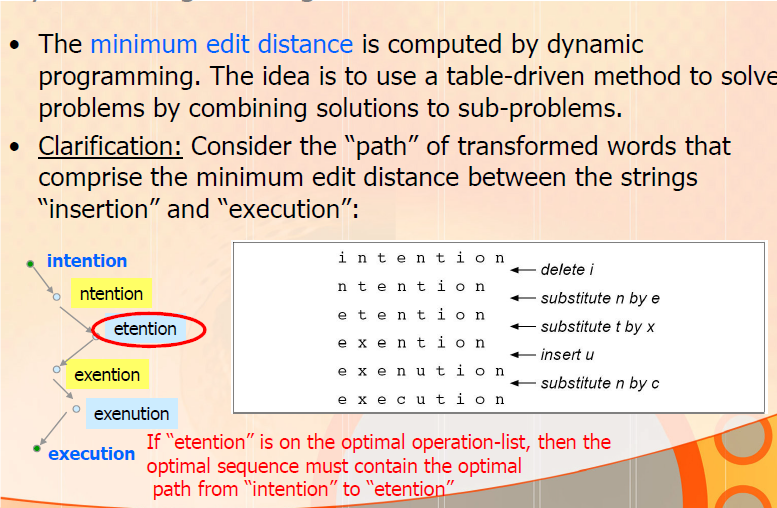 • The minimum edit distance is computed by dynamic
programming. The idea is to use a table-driven method to solve
problems by combining solutions to sub-problems.
• Clarification: Consider the “path” of transformed words that
comprise the minimum edit distance between the strings
“insertion” and “execution”:
intention
ntention
etention
exention
exenution
execution
i n t e n t i o n
delete i
n t e n t i o n
substitute n by e
e t e n t i o n
substitute t by x
e x e n t i o n
insert u
e x e n u t i o n
substitute n by c
e x e c u t i o n
If “etention” is on the optimal operation-list, then the
optimal sequence must contain the optimal
path from “intention” to “etention”